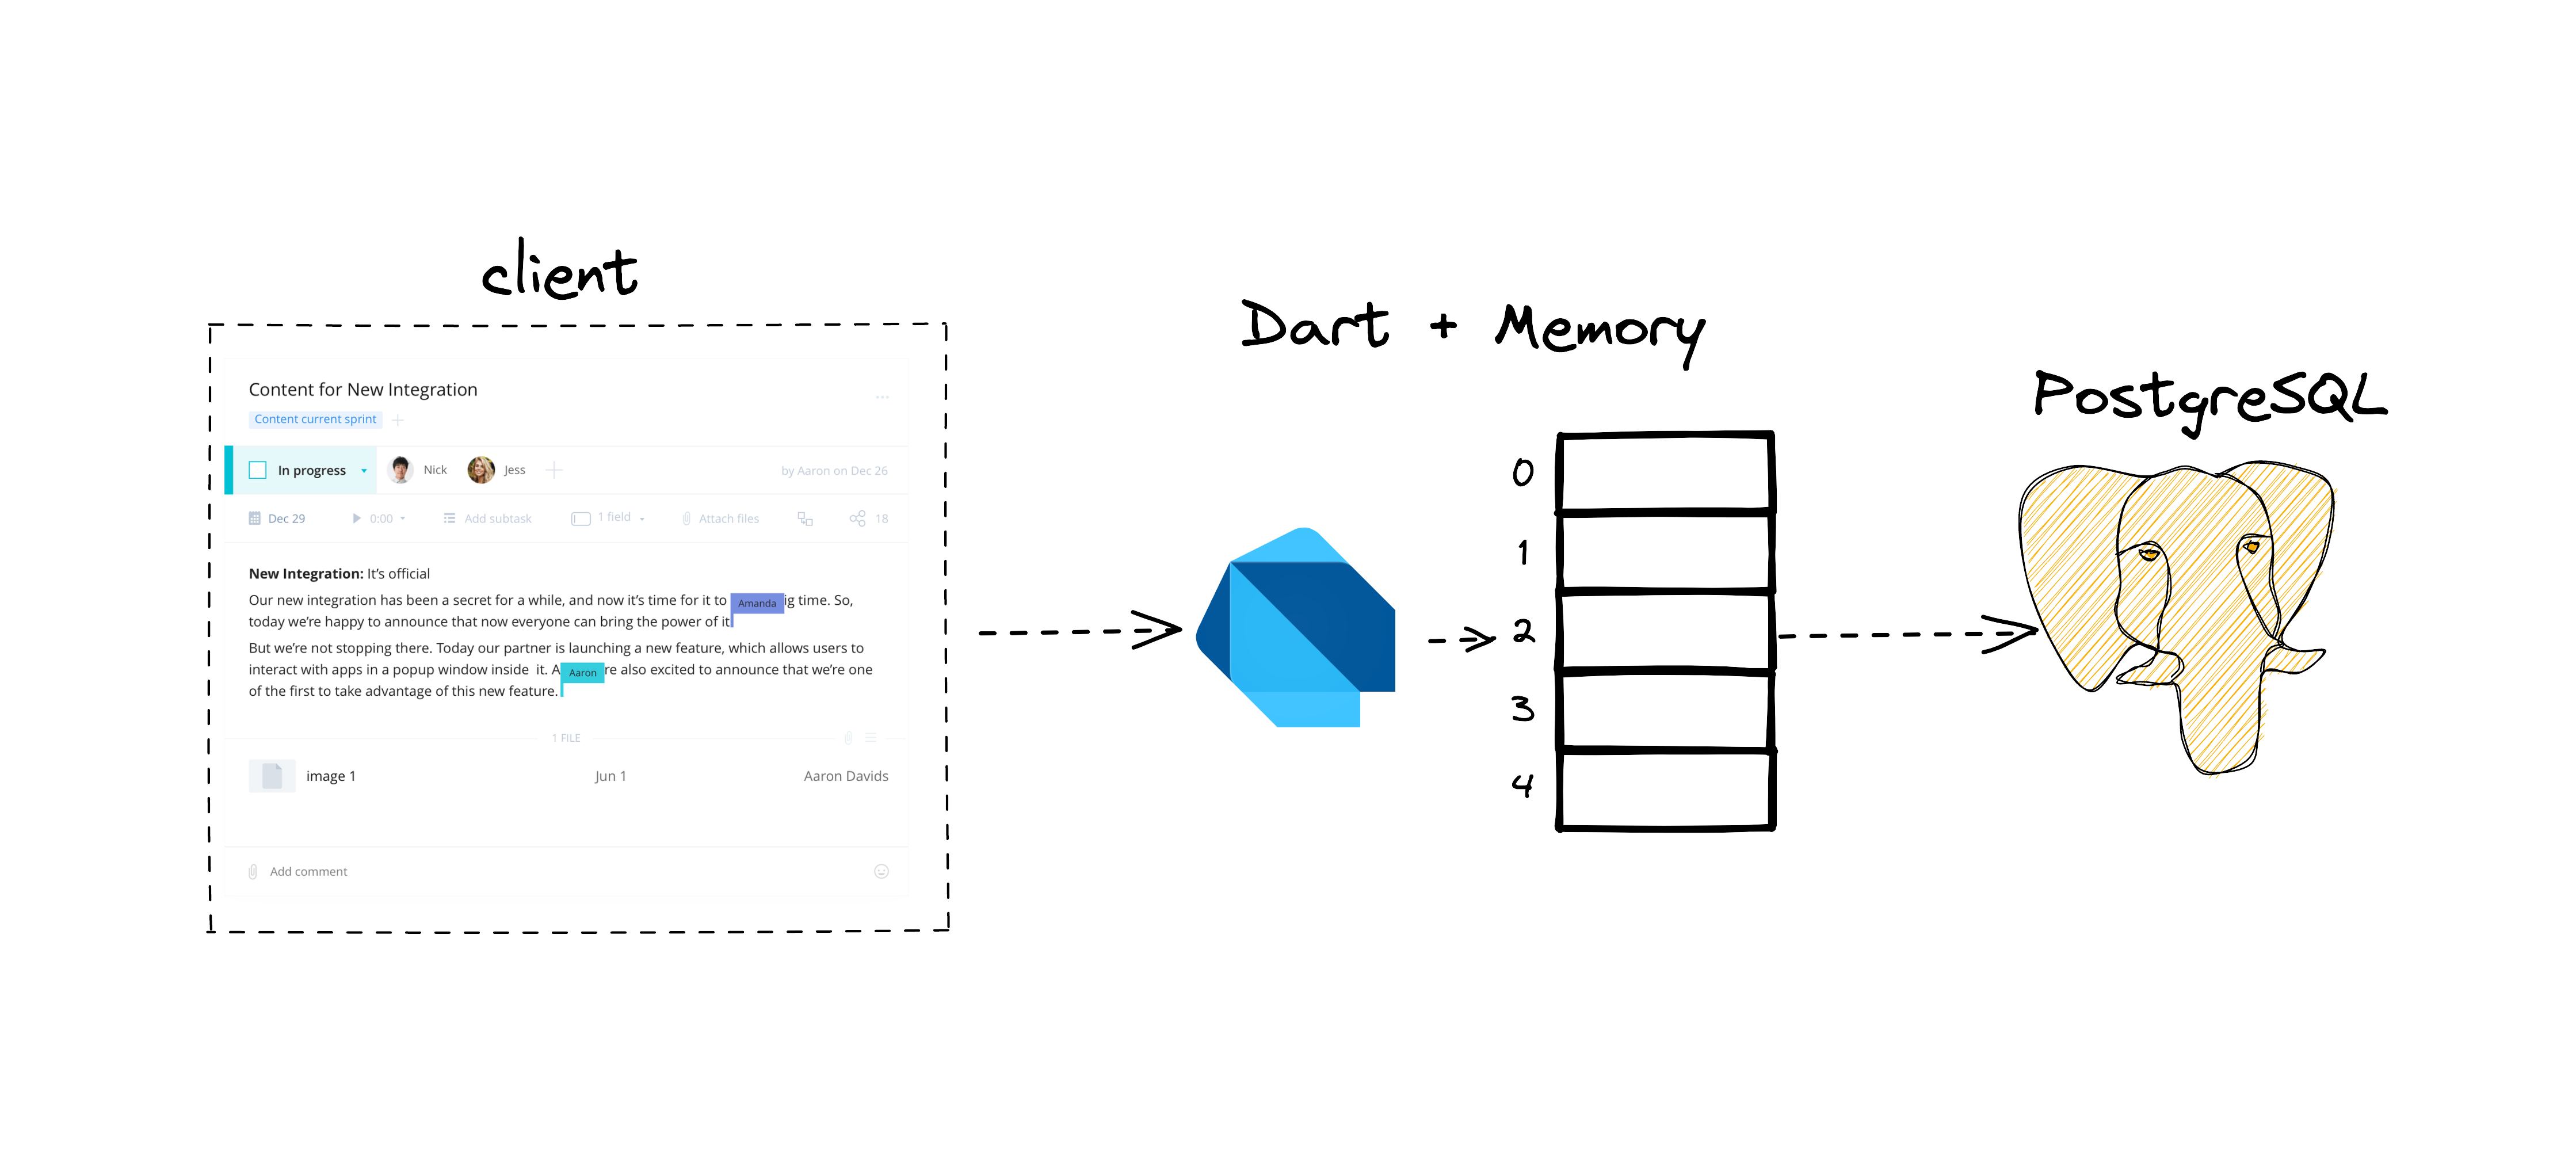 client
Content for New Integration
Content current sprint
In progress Nick Jess by Aaron on Dec 26
Dec 29 0:00 Add subtask 1 field Attach files 18
New Integration: It's official
Our new integration has been a secret for a while, and now it's time for it to Amanda ig time. So,
today we're happy to announce that now everyone can bring the power of it
But we're not stopping there. Today our partner is launching a new feature, which allows users to
interact with apps in a popup window inside it. A Aaron re also excited to announce that we're one
of the first to take advantage of this new feature.
1 FILE
image 1 Jun 1 Aaron Davids
Add comment
Dart + Memory
0
1
2
3
4
PostgreSQL